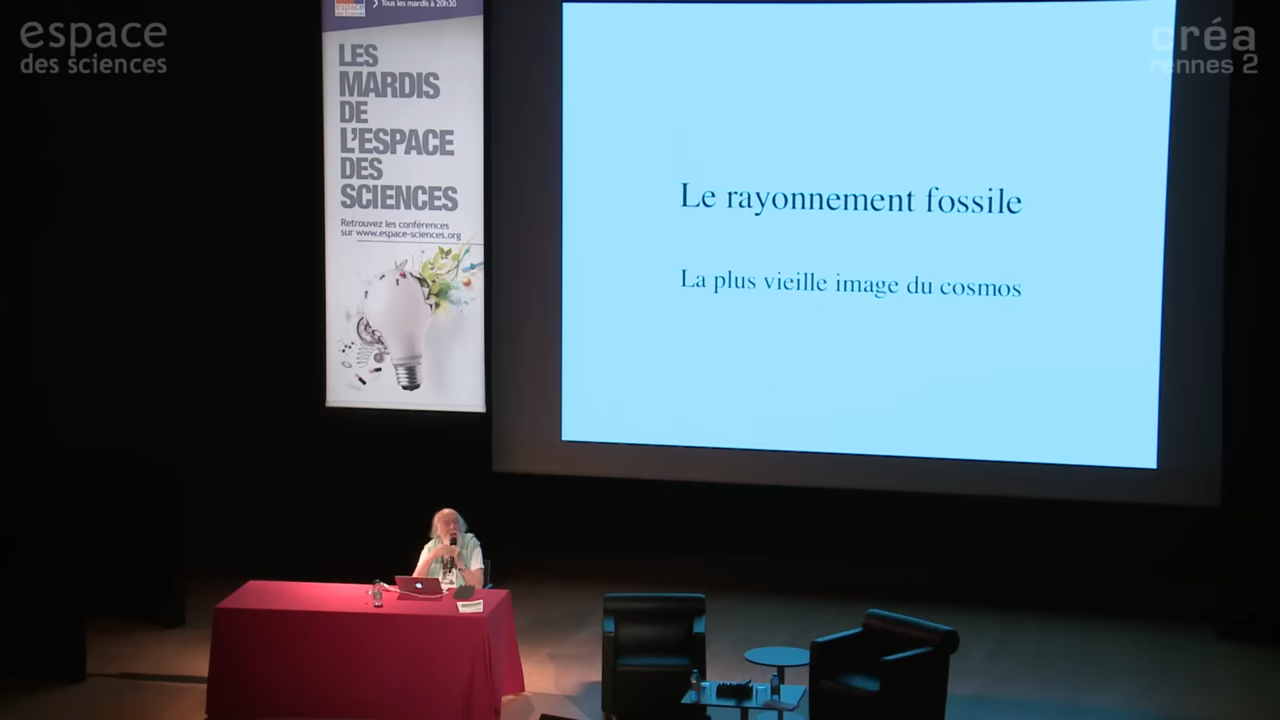 espace
des sciences
Tous les mardis à 20h30
LES
MARDIS
DE
L'ESPACE
DES
SCIENCES
Retrouvez les conférences
sur www.espace-sciences.org
Le rayonnement fossile
La plus vieille image du cosmos
créa
rennes 2